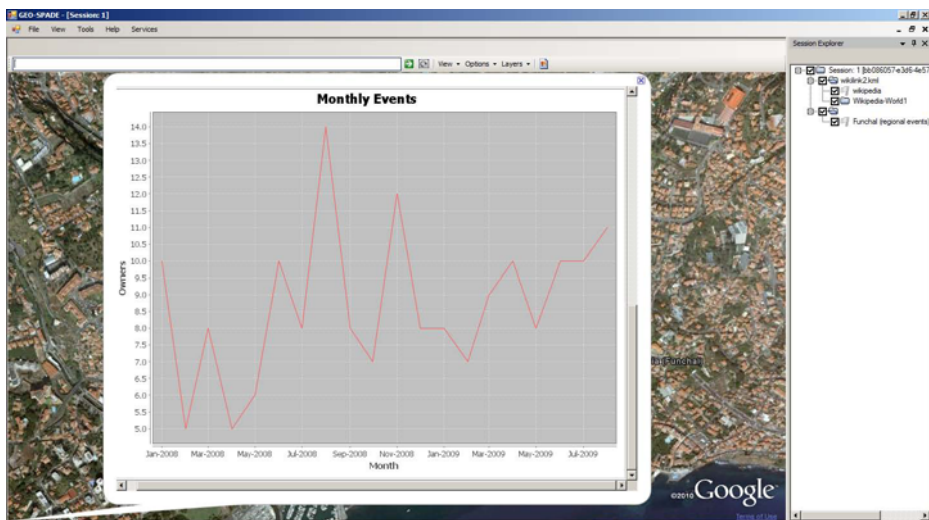 GEO-SPADE - [Session: 1]
File View Tools Help Services
View Options Layers
Session Explorer
Session: 1 [bb086057-e3d6-4e57
wikilink2.kml
wikipedia
Wikipedia-World1
Funchal (regional events)
Monthly Events
14.0
13.5
13.0
12.5
12.0
11.5
11.0
10.5
10.0
9.5
9.0
8.5
8.0
7.5
7.0
6.5
6.0
5.5
5.0
Owners
Jan-2008 Mar-2008 May-2008 Jul-2008 Sep-2008 Nov-2008 Jan-2009 Mar-2009 May-2009 Jul-2009
Month
(Funchal)
©2010 Google
Terms of Use